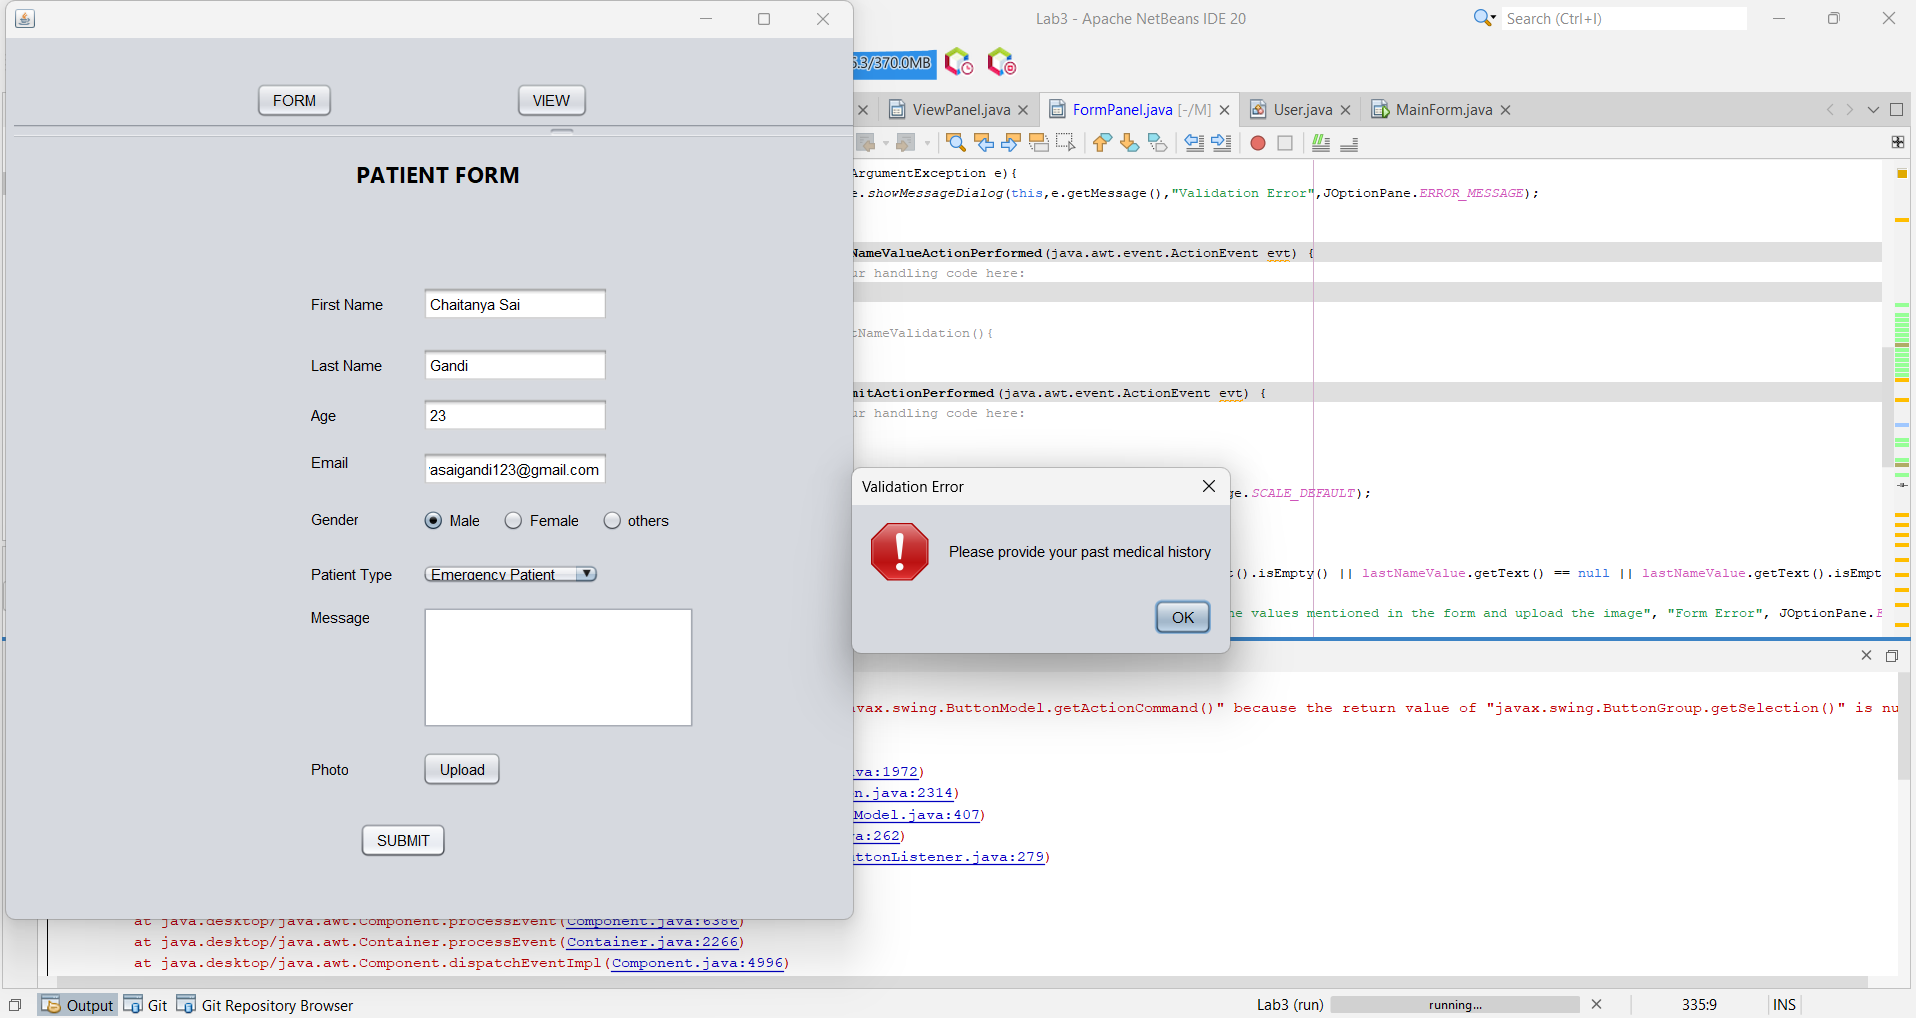 Lab3 - Apache NetBeans IDE 20
Search (Ctrl+I)
5.3/370.0MB
FORM
VIEW
PATIENT FORM
First Name
Chaitanya Sai
Last Name
Gandi
Age
23
Email
asaigandi123@gmail.com
Gender
Male
Female
others
Patient Type
Emergency Patient
Message
Photo
Upload
SUBMIT
ViewPanel.java
FormPanel.java [-/M]
User.java
MainForm.java
ArgumentException e){
e.showMessageDialog(this,e.getMessage(),"Validation Error",JOptionPane.ERROR_MESSAGE);
NameValueActionPerformed(java.awt.event.ActionEvent evt) {
ur handling code here:
tNameValidation(){
mitActionPerformed(java.awt.event.ActionEvent evt) {
ur handling code here:
ge.SCALE_DEFAULT);
t().isEmpty() || lastNameValue.getText() == null || lastNameValue.getText().isEmpt
he values mentioned in the form and upload the image", "Form Error", JOptionPane.E
Validation Error
Please provide your past medical history
OK
avax.swing.ButtonModel.getActionCommand()" because the return value of "javax.swing.ButtonGroup.getSelection()" is nu
va:1972)
n.java:2314)
Model.java:407)
va:262)
uttonListener.java:279)
at java.desktop/java.awt.Component.processEvent(Component.java:6386)
at java.desktop/java.awt.Container.processEvent(Container.java:2266)
at java.desktop/java.awt.Component.dispatchEventImpl(Component.java:4996)
Output
Git
Git Repository Browser
Lab3 (run)
running...
335:9
INS